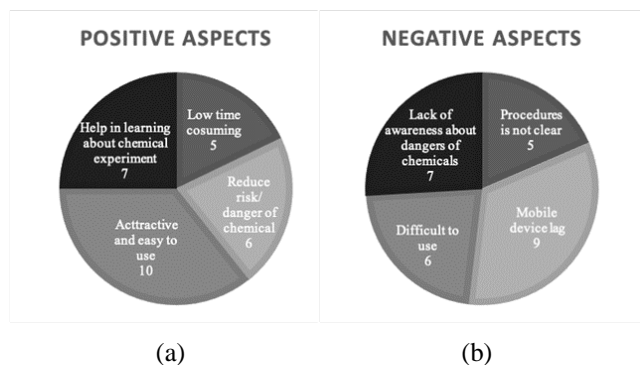 POSITIVE ASPECTS
Low time
cosuming
5
Reduce
risk/
danger of
chemical
6
Acttractive
and easy to
use
10
Help in learning
about chemical
experiment
7
(a)
NEGATIVE ASPECTS
Procedures
is not clear
5
Mobile
device lag
9
Difficult to
use
6
Lack of
awareness about
dangers of
chemicals
7
(b)